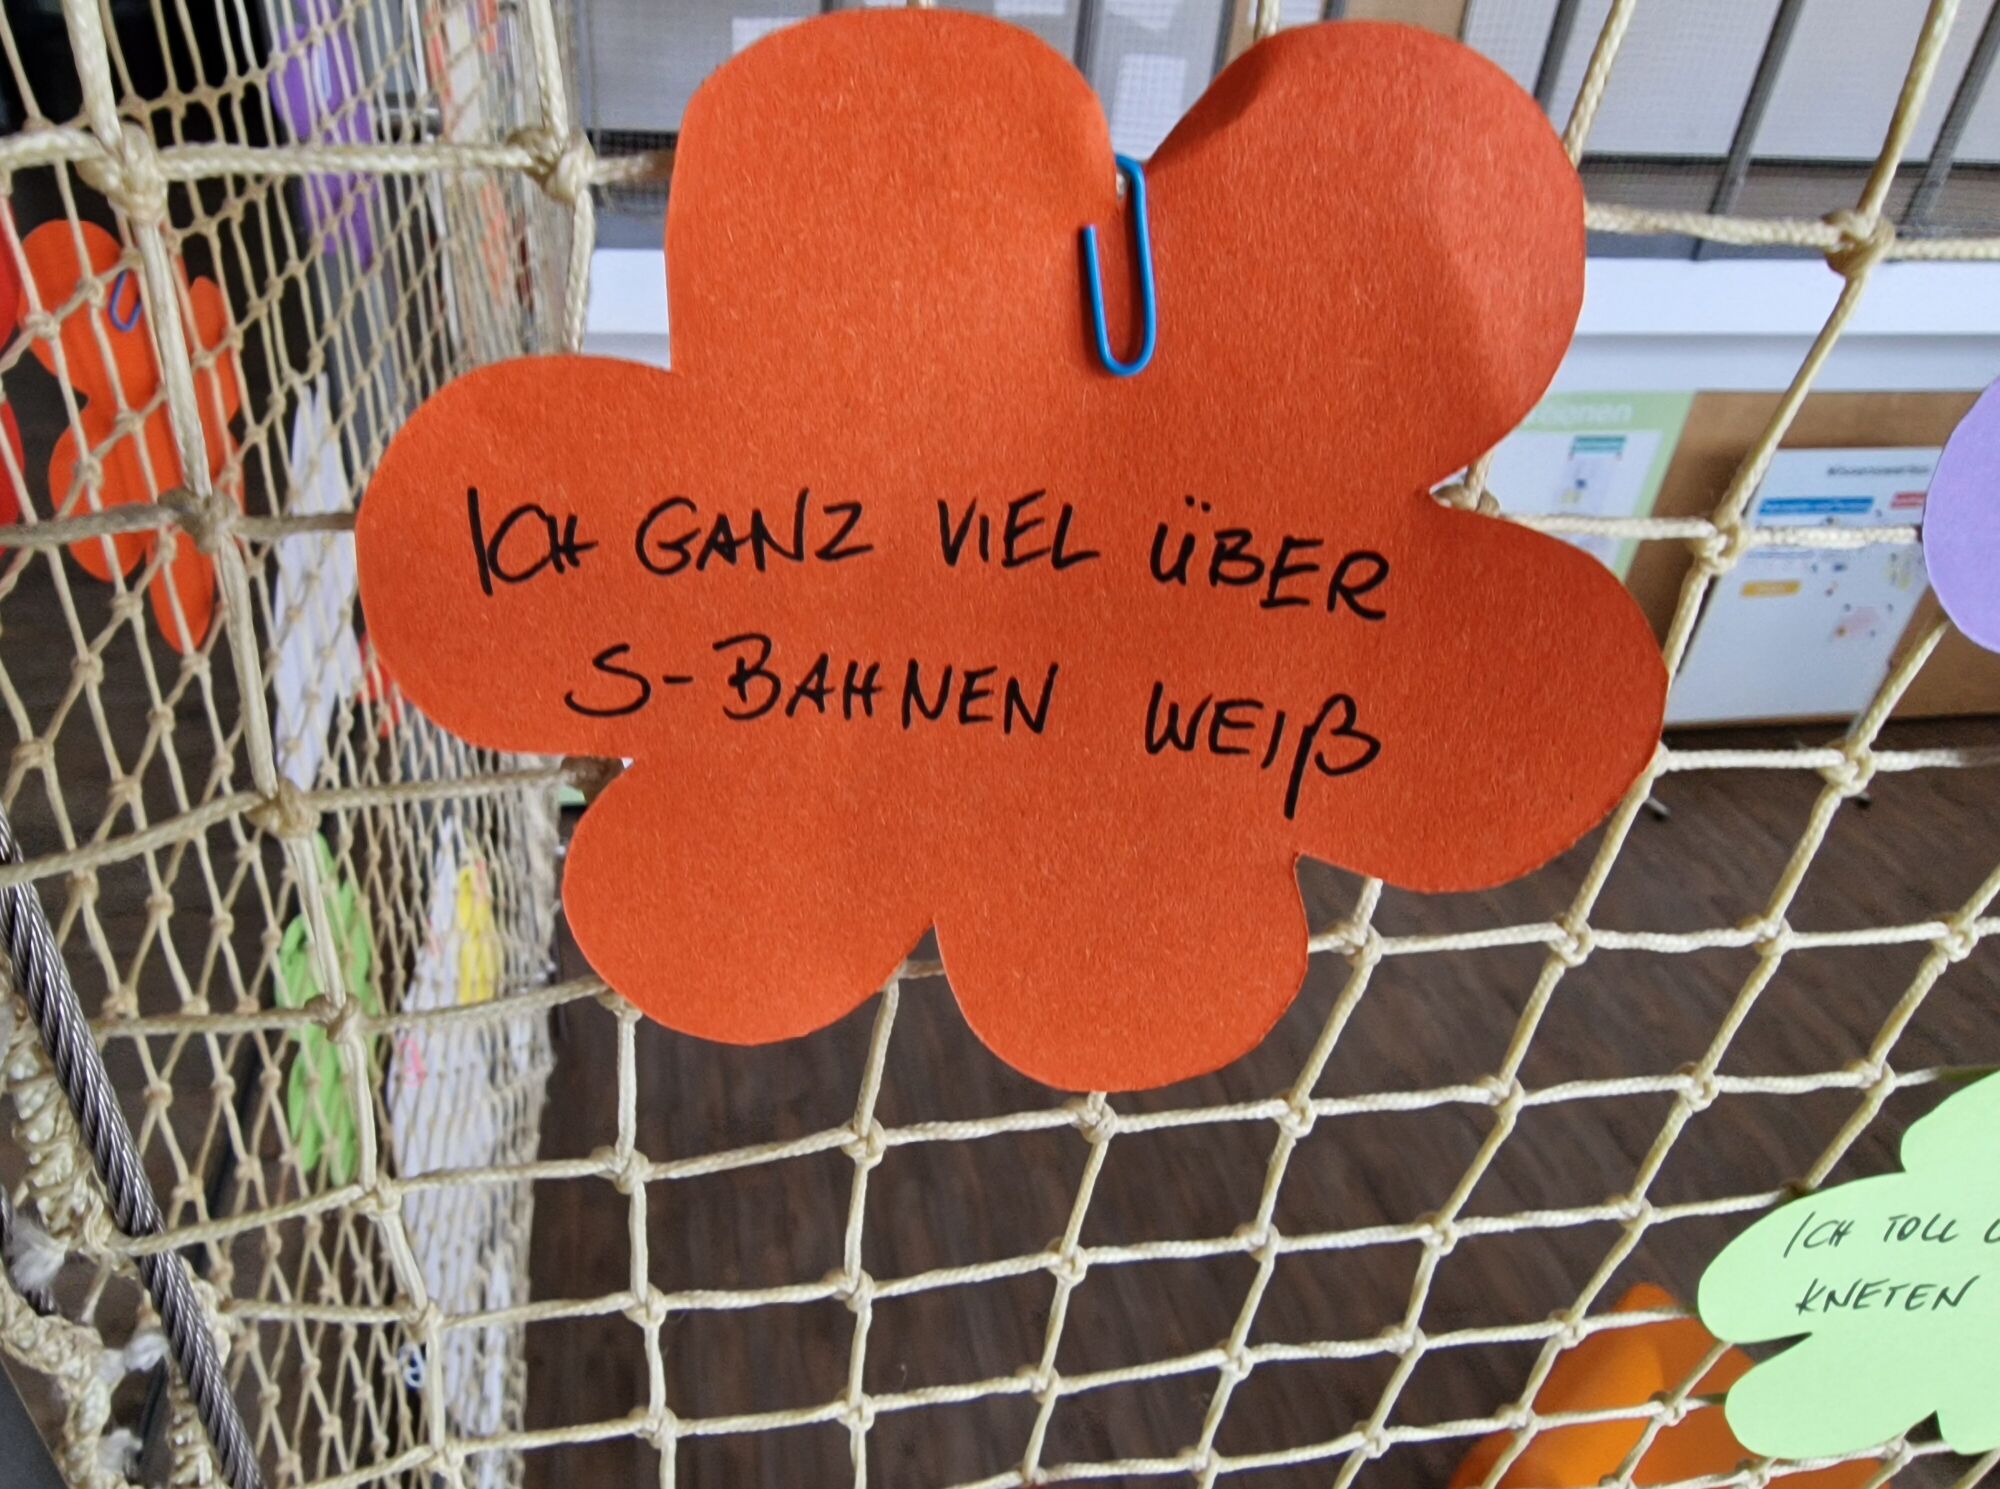 ICH GANZ VIEL ÜBER
S-BAHNEN WEIß
ICH TOLL
KNETEN